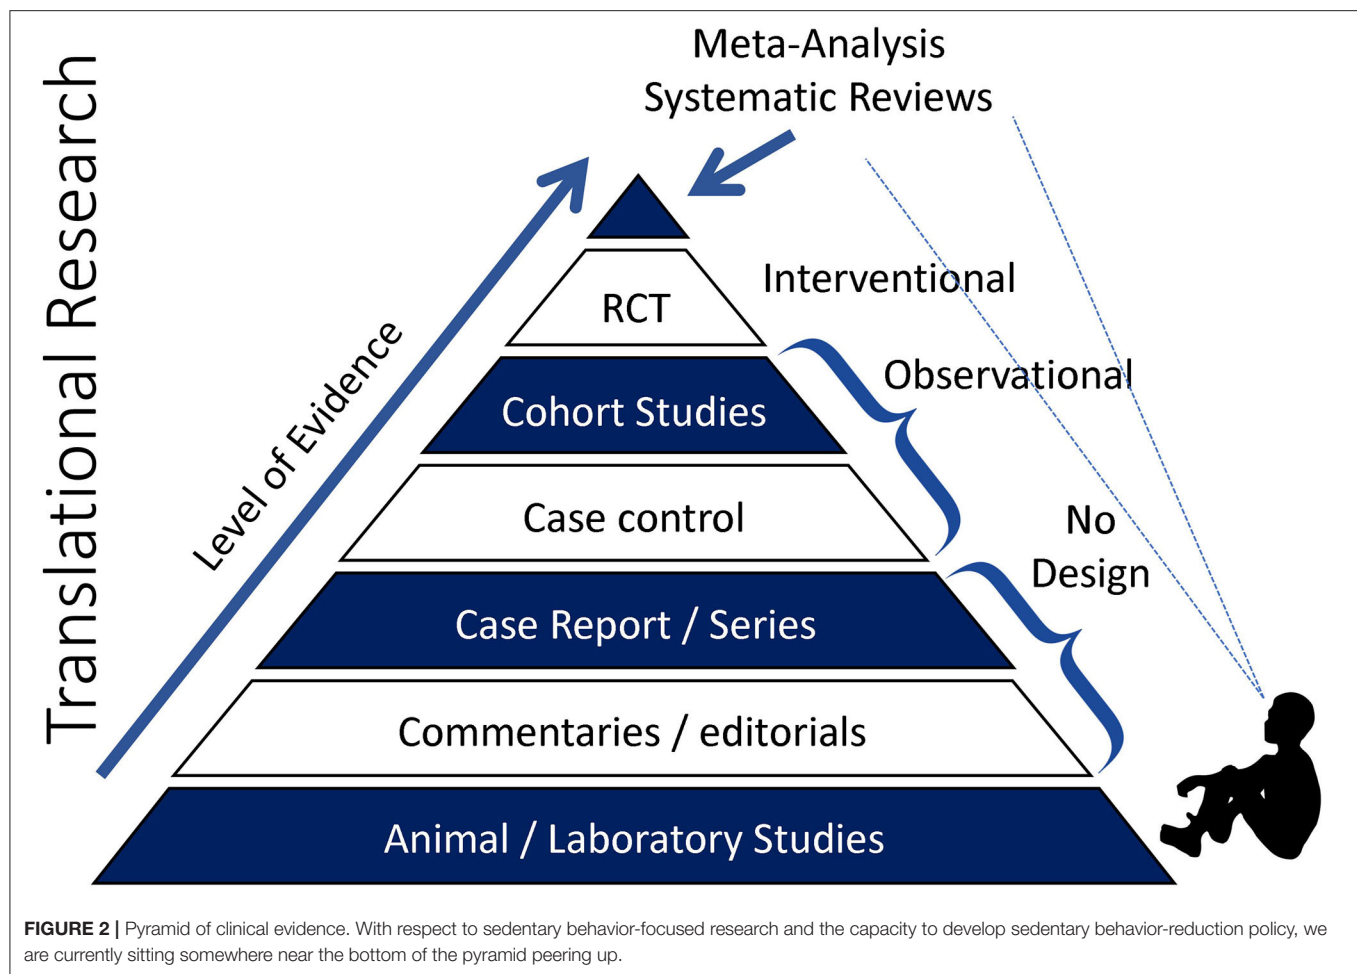 Translational Research
Meta-Analysis
Systematic Reviews
Level of Evidence
RCT
Interventional
Cohort Studies
Observational
Case control
Case Report / Series
No
Design
Commentaries / editorials
Animal / Laboratory Studies
FIGURE 2 | Pyramid of clinical evidence. With respect to sedentary behavior-focused research and the capacity to develop sedentary behavior-reduction policy, we
are currently sitting somewhere near the bottom of the pyramid peering up.